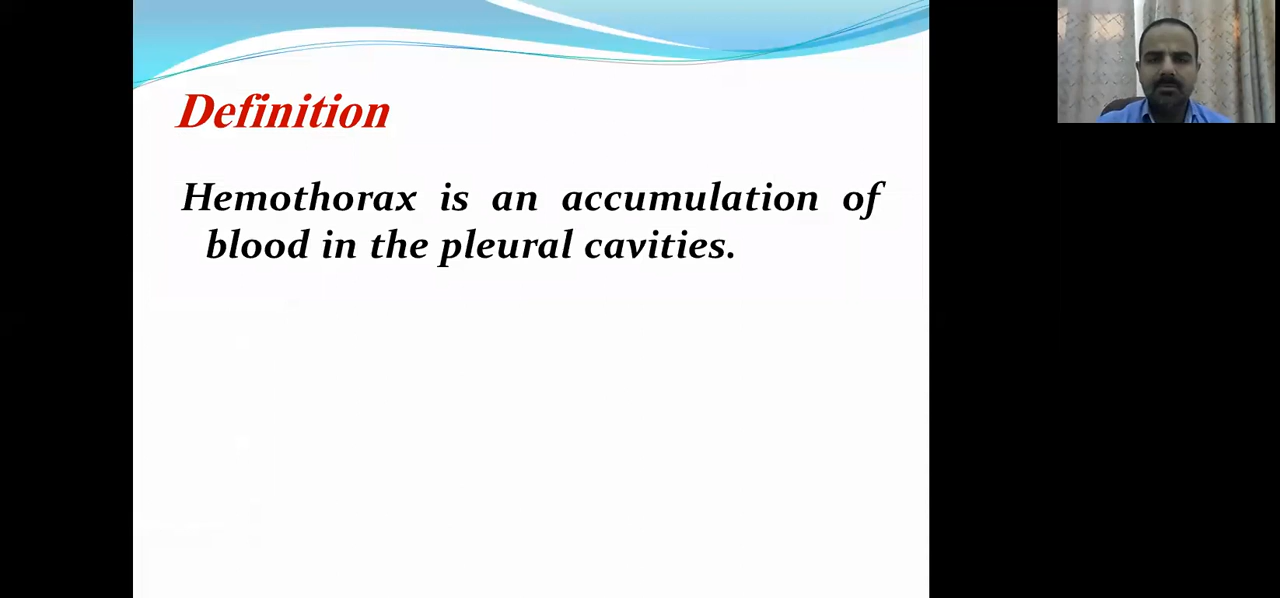 Definition
Hemothorax is an accumulation of
blood in the pleural cavities.